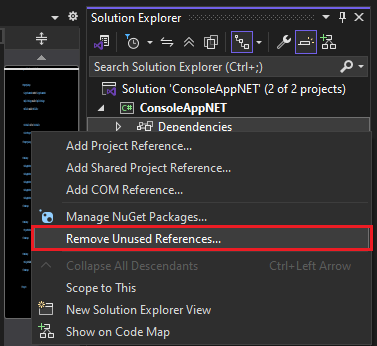 Solution Explorer
Search Solution Explorer (Ctrl+;)
Solution 'ConsoleAppNET' (2 of 2 projects)
C# ConsoleAppNET
Dependencies
Add Project Reference...
Add Shared Project Reference...
Add COM Reference...
Manage NuGet Packages...
Remove Unused References...
Collapse All Descendants Ctrl+Left Arrow
Scope to This
New Solution Explorer View
Show on Code Map